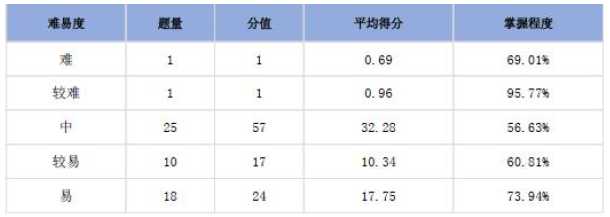 难易度 题量 分值 平均得分 掌握程度
难 1 1 0.69 69.01%
较难 1 1 0.96 95.77%
中 25 57 32.28 56.63%
较易 10 17 10.34 60.81%
易 18 24 17.75 73.94%